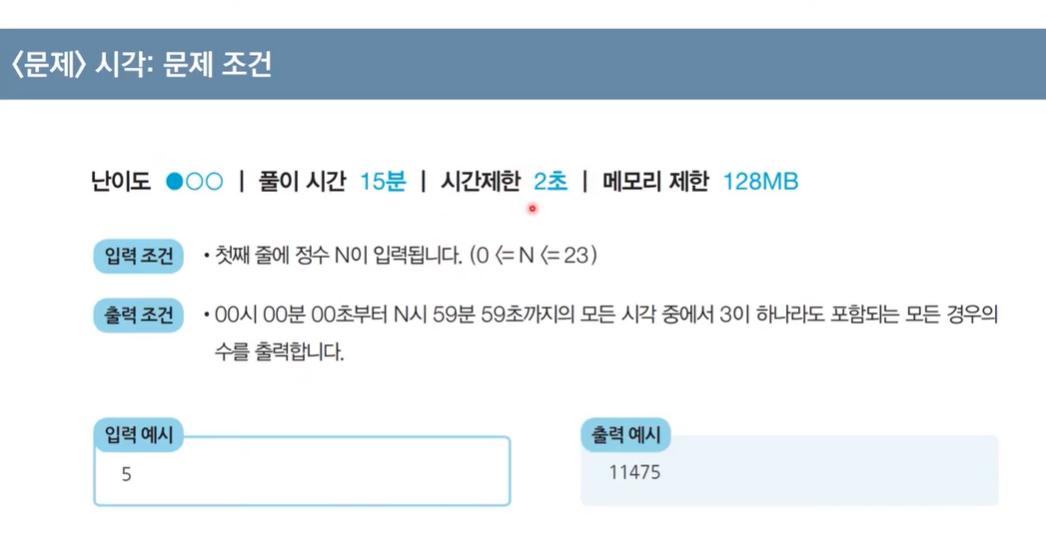 〈문제〉 시각: 문제 조건
난이도 ●○○ | 풀이 시간 15분 | 시간제한 2초 | 메모리 제한 128MB
입력 조건 • 첫째 줄에 정수 N이 입력됩니다. (0 <= N <= 23)
출력 조건 • 00시 00분 00초부터 N시 59분 59초까지의 모든 시각 중에서 3이 하나라도 포함되는 모든 경우의
수를 출력합니다.
입력 예시
5
출력 예시
11475